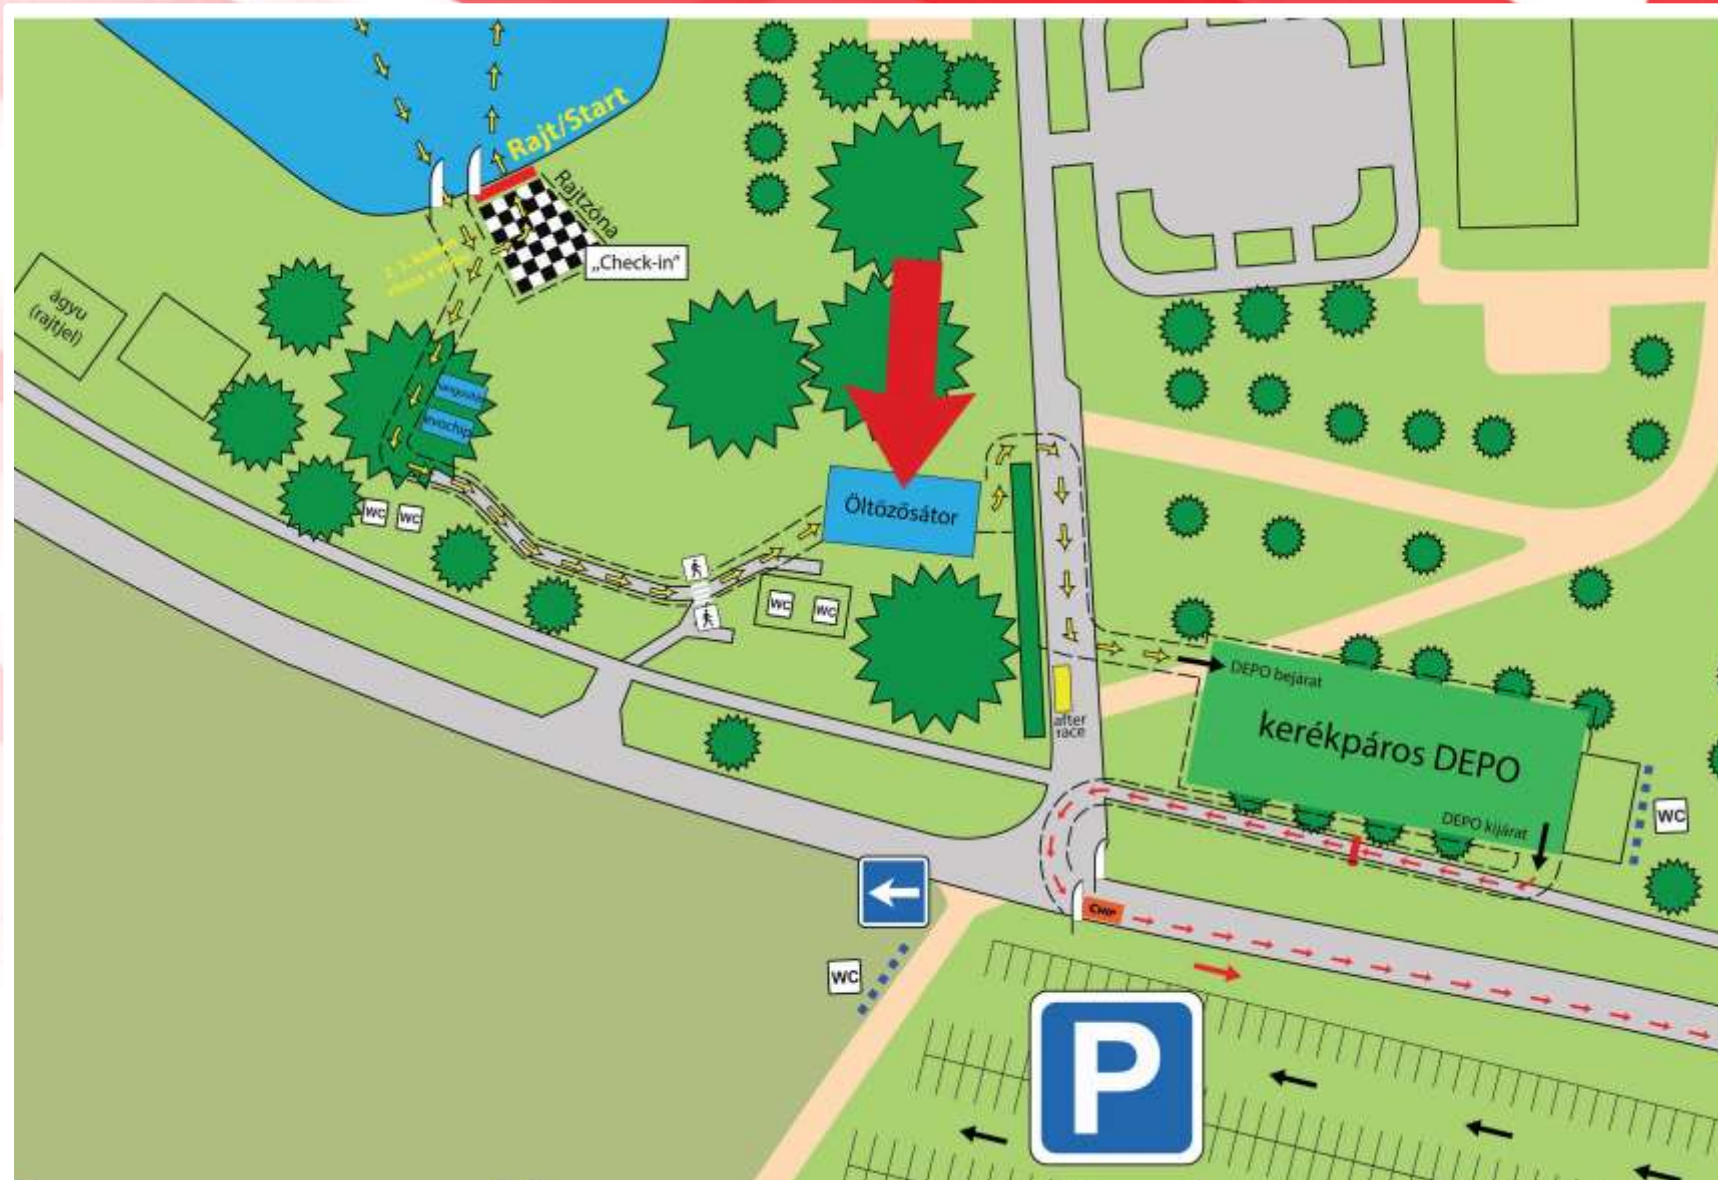 Rajt/Start
Rajtzóna
„Check-in"
ágyu
(rajtjel)
WC
WC
Öltözősátor
WC
WC
after
race
DEPO bejárat
kerékpáros DEPO
DEPO kijárat
WC
CHIP
WC
P